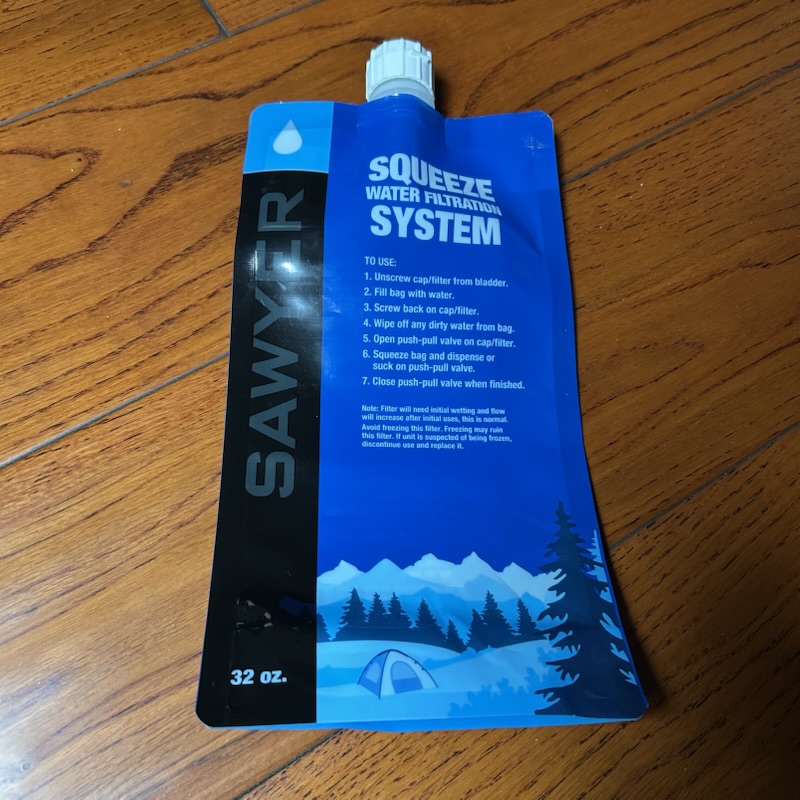 SQUEEZE
WATER FILTRATION
SYSTEM
SAWYER
TO USE:
1. Unscrew cap/filter from bladder.
2. Fill bag with water.
3. Screw back on cap/filter.
4. Wipe off any dirty water from bag.
5. Open push-pull valve on cap/filter.
6. Squeeze bag and dispense or
suck on push-pull valve.
7. Close push-pull valve when finished.
Note: Filter will need initial wetting and flow
will increase after initial uses, this is normal.
Avoid freezing this filter. Freezing may ruin
this filter. If unit is suspected of being frozen,
discontinue use and replace it.
32 oz.